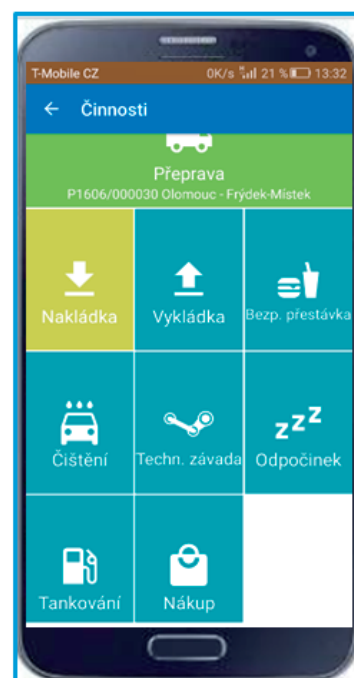 T-Mobile CZ 0K/s 21 % 13:32
Činnosti
Přeprava
P1606/000030 Olomouc - Frýdek-Místek
Nakládka Vykládka Bezp. přestávka
Čištění Techn. závada Odpočinek
Tankování Nákup